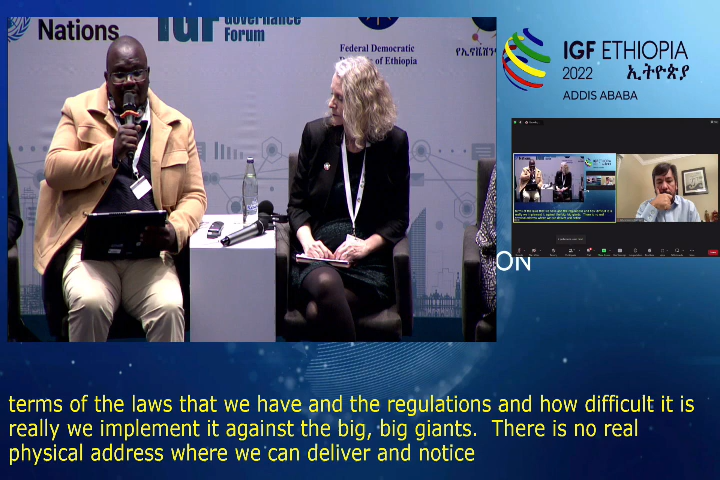 Nations
IGF Governance
Forum
Federal Democratic
Republic of Ethiopia
የኢኖቬሽን
IGF ETHIOPIA
2022 ኢትዮጵያ
ADDIS ABABA
ON
terms of the laws that we have and the regulations and how difficult it is
really we implement it against the big, big giants. There is no real
physical address where we can deliver and notice